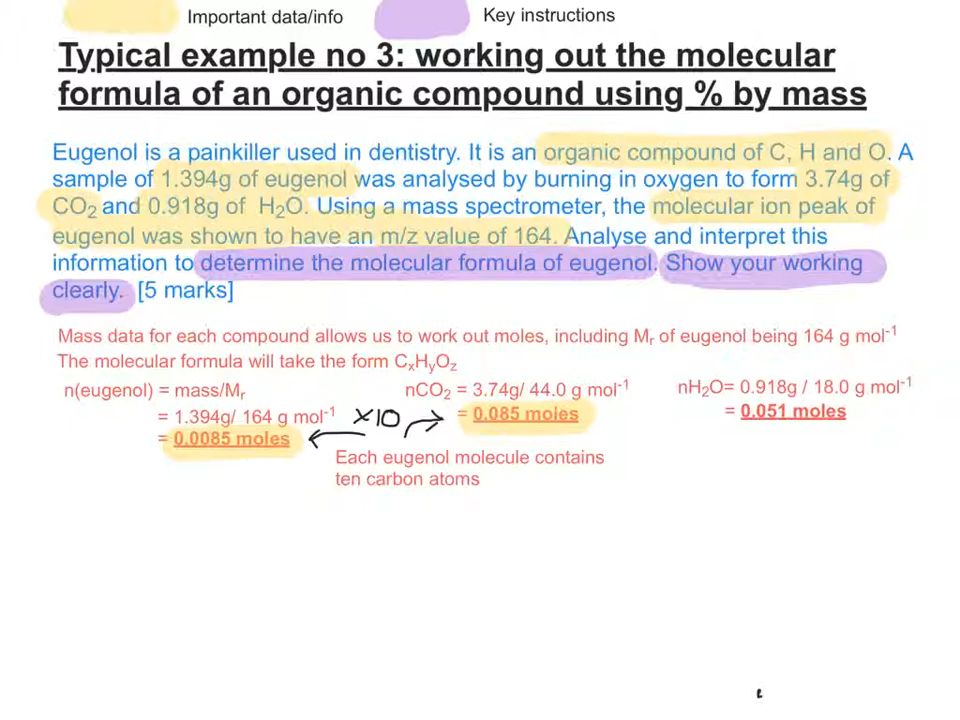 Important data/info
Key instructions
Typical example no 3: working out the molecular
formula of an organic compound using % by mass
Eugenol is a painkiller used in dentistry. It is an organic compound of C, H and O. A
sample of 1.394g of eugenol was analysed by burning in oxygen to form 3.74g of
CO₂ and 0.918g of H₂O. Using a mass spectrometer, the molecular ion peak of
eugenol was shown to have an m/z value of 164. Analyse and interpret this
information to determine the molecular formula of eugenol. Show your working
clearly. [5 marks]
Mass data for each compound allows us to work out moles, including Mᵣ of eugenol being 164 g mol⁻¹
The molecular formula will take the form CₓHᵧO_z
n(eugenol) = mass/Mᵣ
= 1.394g/ 164 g mol⁻¹
= 0.0085 moles
×10
nCO₂ = 3.74g/ 44.0 g mol⁻¹
= 0.085 moles
Each eugenol molecule contains
ten carbon atoms
nH₂O= 0.918g / 18.0 g mol⁻¹
= 0.051 moles